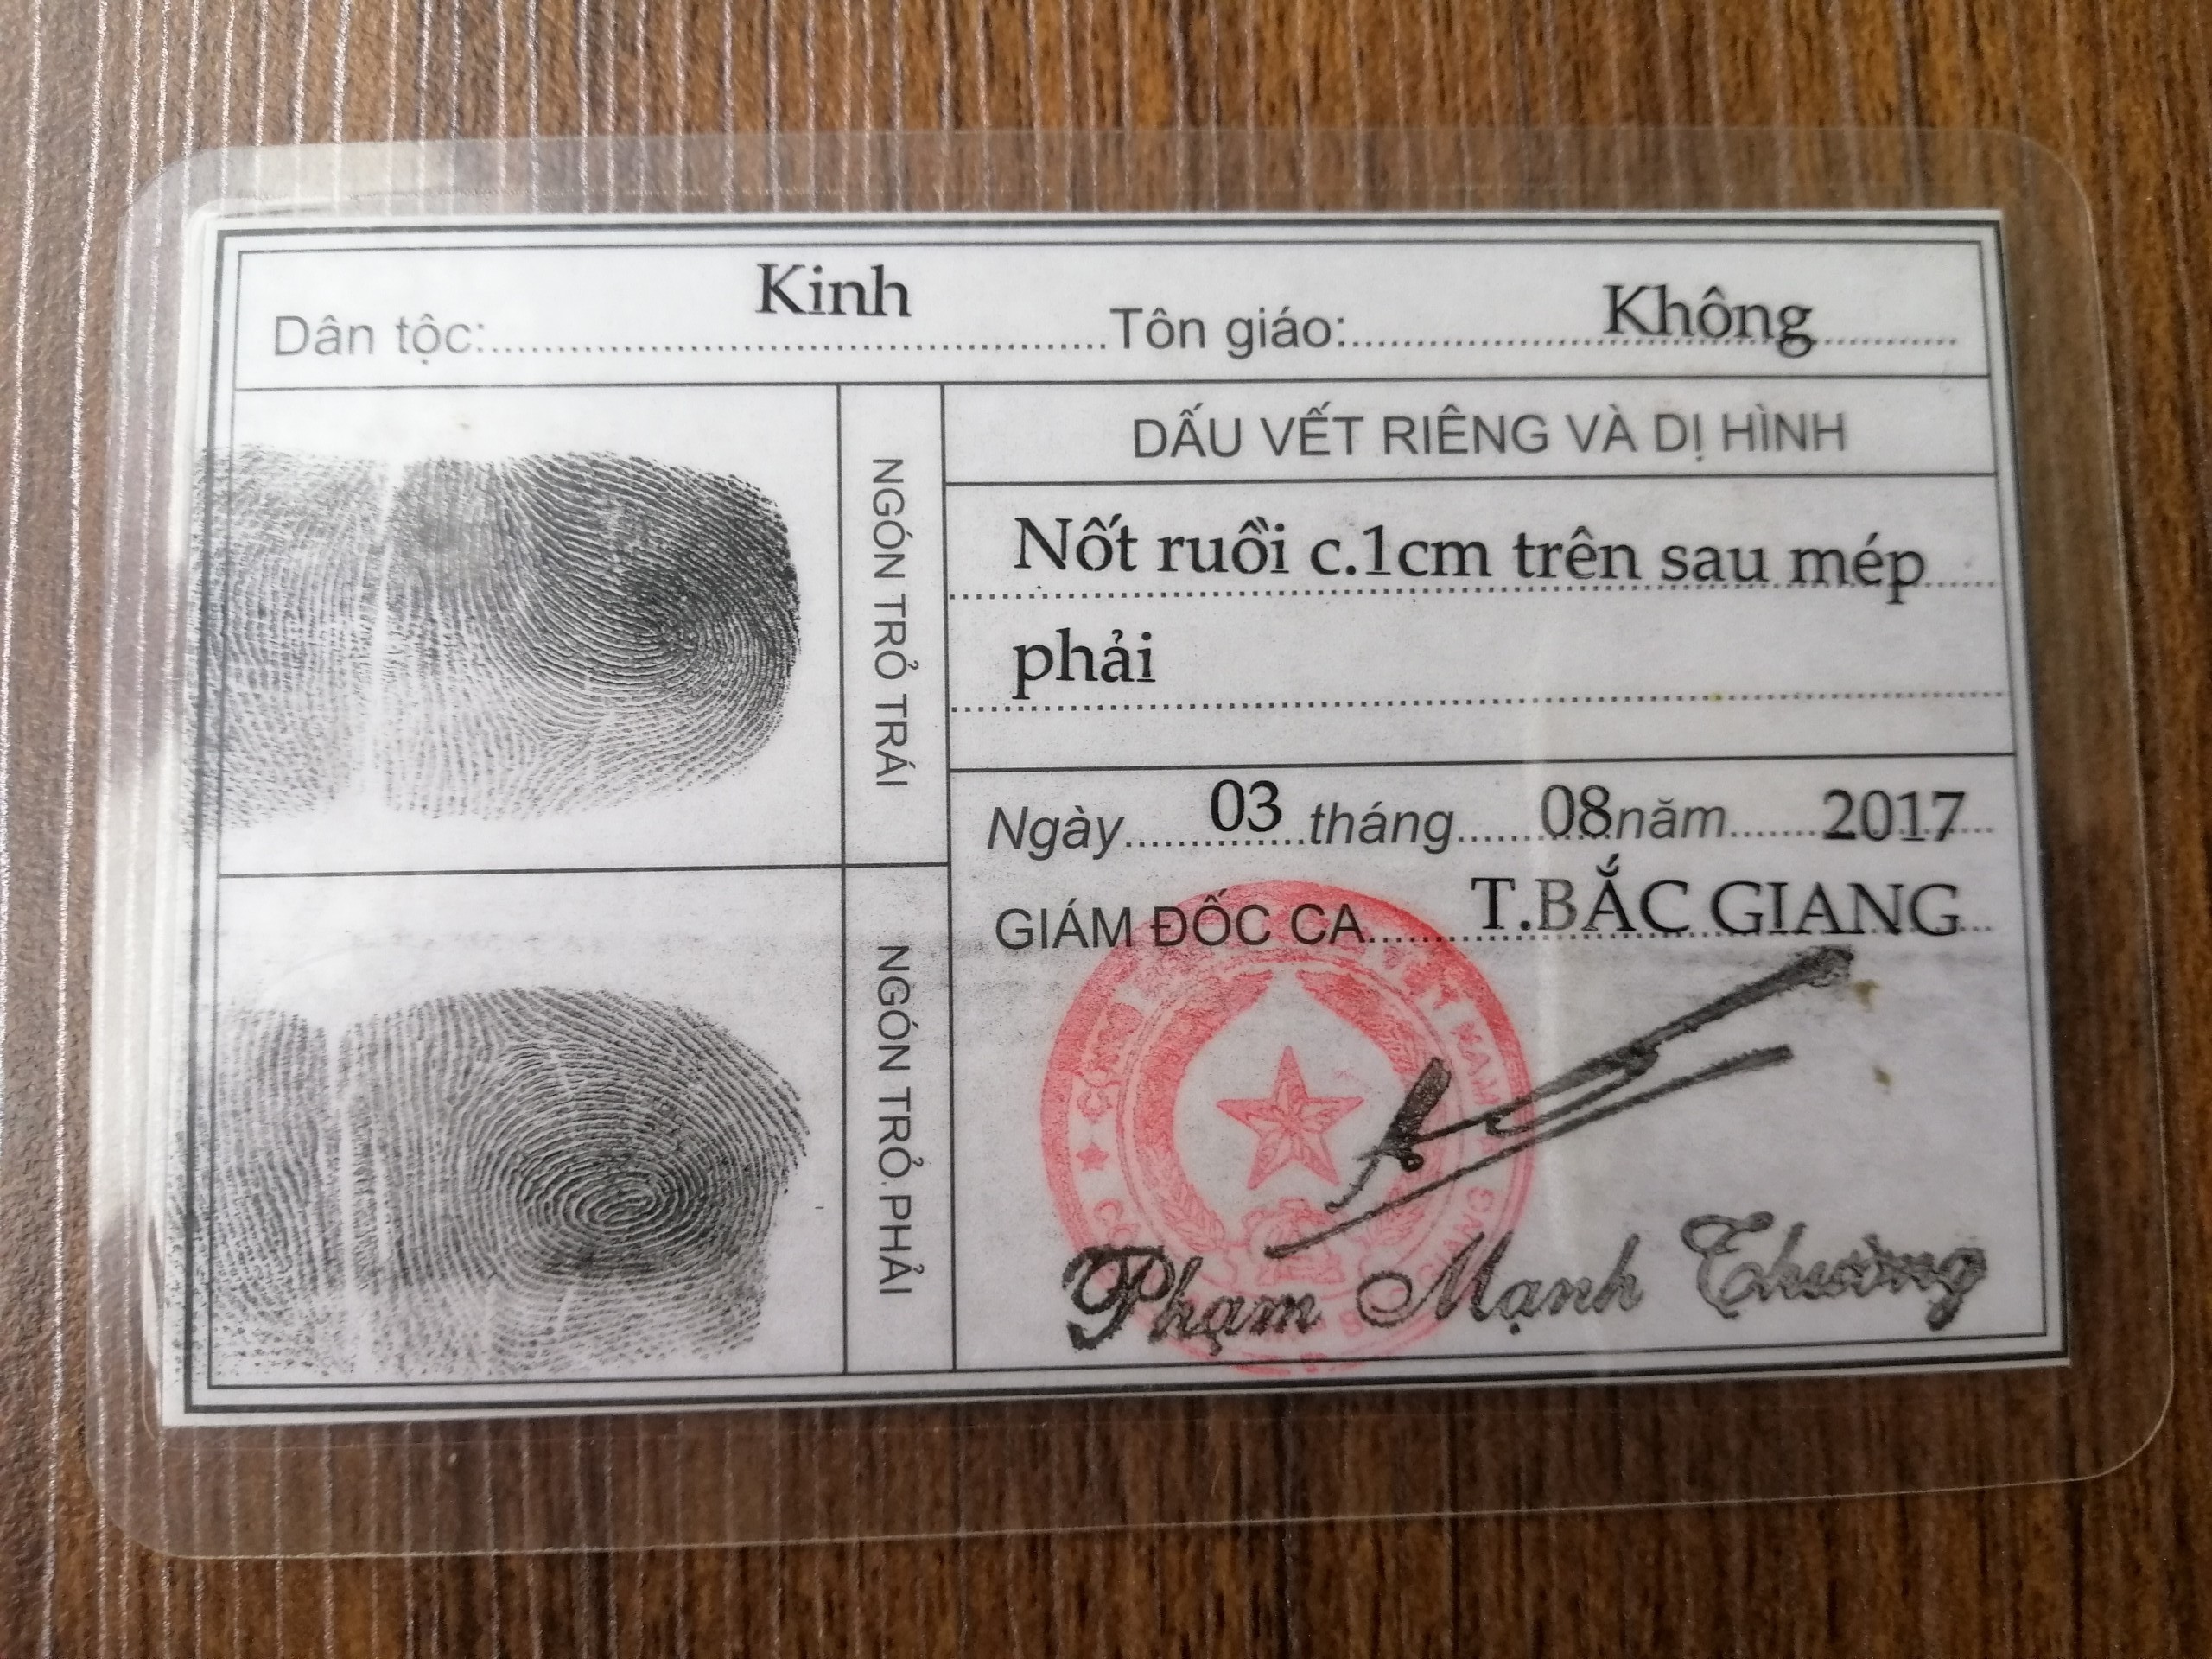 Dân tộc: Kinh Tôn giáo: Không
NGÓN TRỎ TRÁI
NGÓN TRỎ PHẢI
DẤU VẾT RIÊNG VÀ DỊ HÌNH
Nốt ruồi c.1cm trên sau mép
phải
Ngày 03 tháng 08 năm 2017
GIÁM ĐỐC CA T.BẮC GIANG
Phạm Mạnh Thường